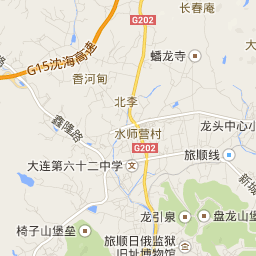 长春庵
G202
大
蟠龙寺
G15沈海高速
香河甸
北李
鑫隆路
水师营村
龙头中心小
G202
旅顺线
大连第六十二中学
新城
龙引泉
盘龙山堡
椅子山堡垒
旅顺日俄监狱
旧址博物馆